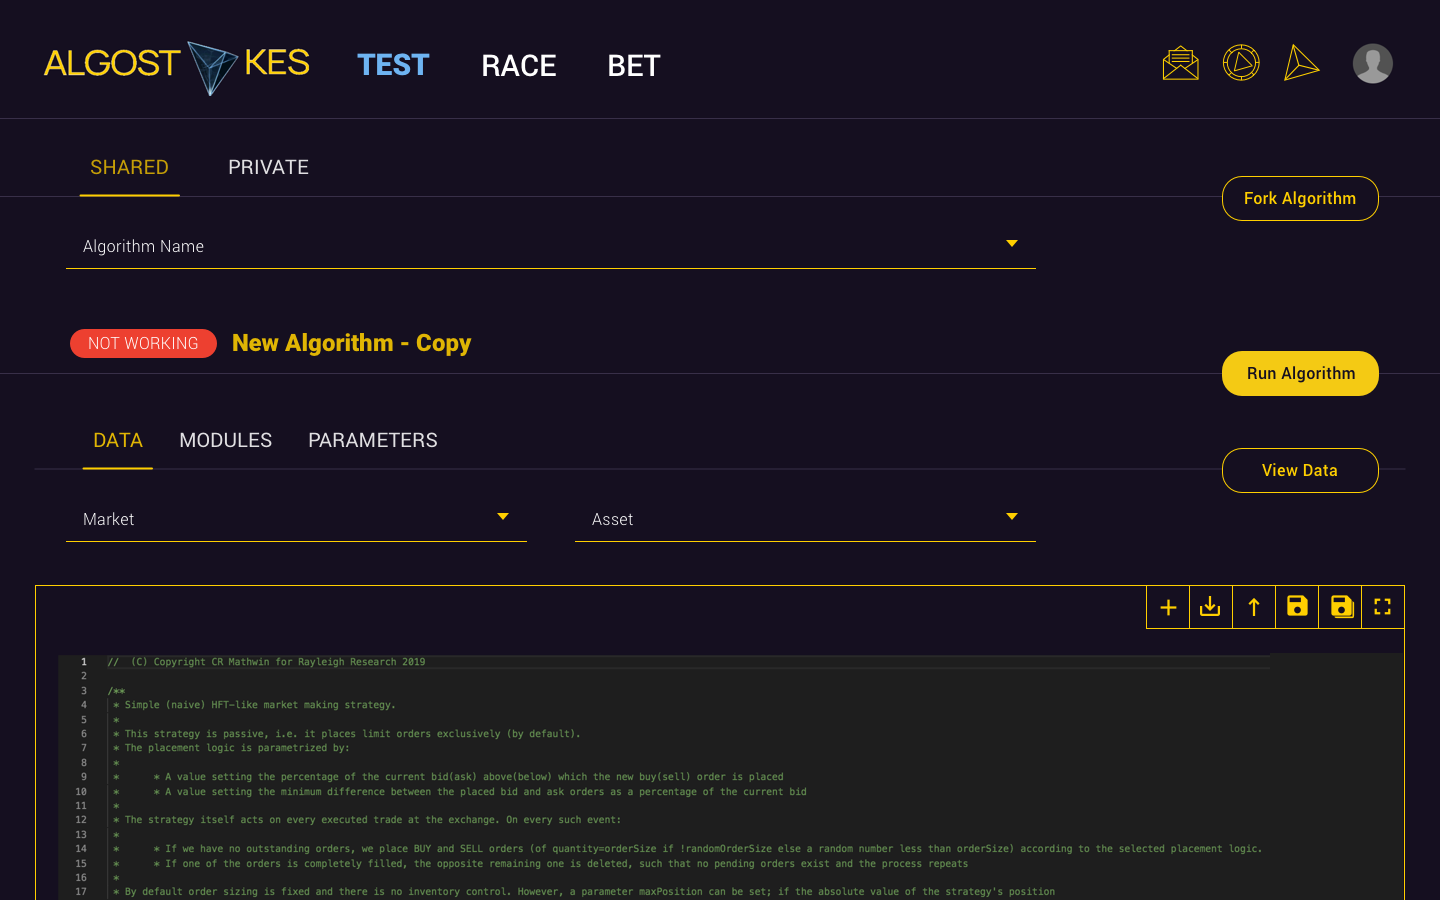 ALGOST KES
TEST RACE BET
SHARED PRIVATE
Fork Algorithm
Algorithm Name
NOT WORKING New Algorithm - Copy
Run Algorithm
DATA MODULES PARAMETERS
View Data
Market Asset
1 // (C) Copyright CR Mathwin for Rayleigh Research 2019
2
3 /**
4 * Simple (naive) HFT-like market making strategy.
5 *
6 * This strategy is passive, i.e. it places limit orders exclusively (by default).
7 * The placement logic is parametrized by:
8 *
9 * * A value setting the percentage of the current bid(ask) above(below) which the new buy(sell) order is placed
10 * * A value setting the minimum difference between the placed bid and ask orders as a percentage of the current bid
11 *
12 * The strategy itself acts on every executed trade at the exchange. On every such event:
13 *
14 * * If we have no outstanding orders, we place BUY and SELL orders (of quantity=orderSize if !randomOrderSize else a random number less than orderSize) according to the selected placement logic.
15 * * If one of the orders is completely filled, the opposite remaining one is deleted, such that no pending orders exist and the process repeats
16 *
17 * By default order sizing is fixed and there is no inventory control. However, a parameter maxPosition can be set; if the absolute value of the strategy's position